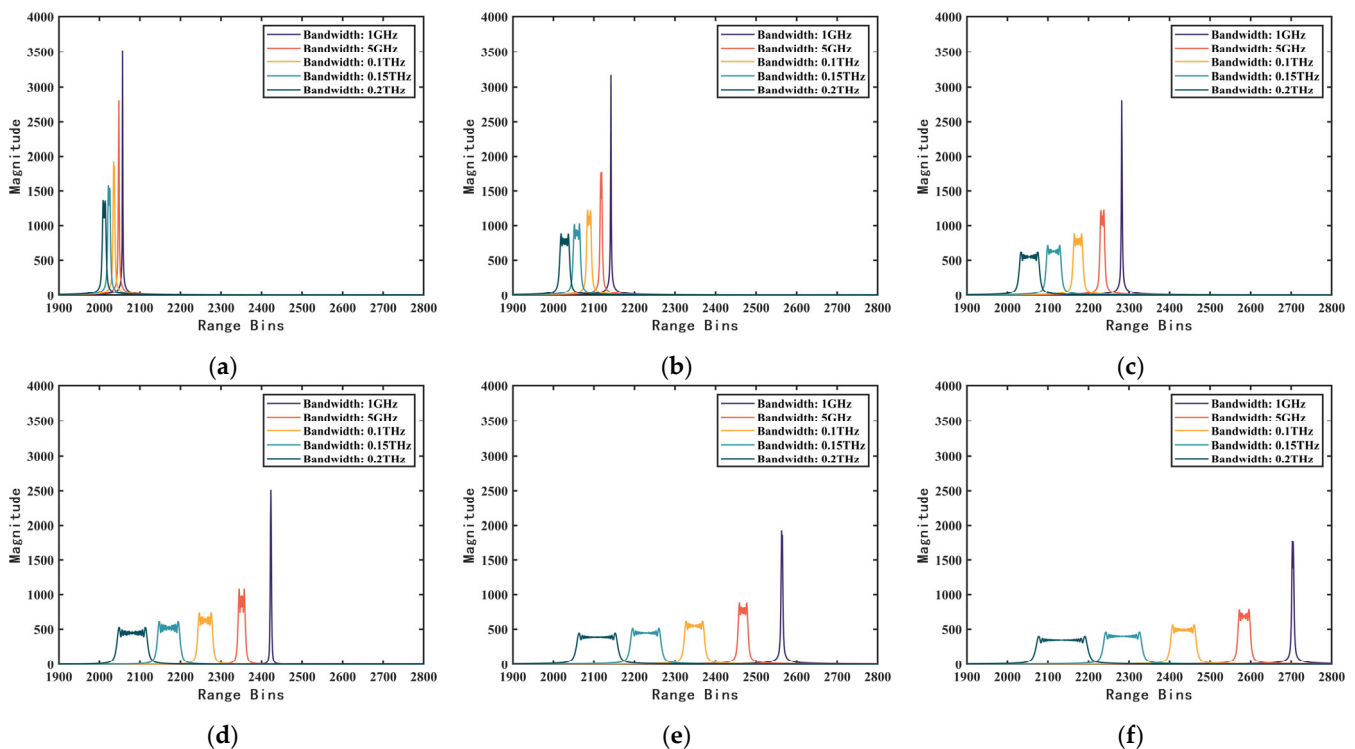 4000
3500
3000
2500
2000
1500
1000
500
0
Magnitude
1900 2000 2100 2200 2300 2400 2500 2600 2700 2800
Range Bins
Bandwidth: 1GHz
Bandwidth: 5GHz
Bandwidth: 0.1THz
Bandwidth: 0.15THz
Bandwidth: 0.2THz
(a)
4000
3500
3000
2500
2000
1500
1000
500
0
Magnitude
1900 2000 2100 2200 2300 2400 2500 2600 2700 2800
Range Bins
Bandwidth: 1GHz
Bandwidth: 5GHz
Bandwidth: 0.1THz
Bandwidth: 0.15THz
Bandwidth: 0.2THz
(b)
4000
3500
3000
2500
2000
1500
1000
500
0
Magnitude
1900 2000 2100 2200 2300 2400 2500 2600 2700 2800
Range Bins
Bandwidth: 1GHz
Bandwidth: 5GHz
Bandwidth: 0.1THz
Bandwidth: 0.15THz
Bandwidth: 0.2THz
(c)
4000
3500
3000
2500
2000
1500
1000
500
0
Magnitude
1900 2000 2100 2200 2300 2400 2500 2600 2700 2800
Range Bins
Bandwidth: 1GHz
Bandwidth: 5GHz
Bandwidth: 0.1THz
Bandwidth: 0.15THz
Bandwidth: 0.2THz
(d)
4000
3500
3000
2500
2000
1500
1000
500
0
Magnitude
1900 2000 2100 2200 2300 2400 2500 2600 2700 2800
Range Bins
Bandwidth: 1GHz
Bandwidth: 5GHz
Bandwidth: 0.1THz
Bandwidth: 0.15THz
Bandwidth: 0.2THz
(e)
4000
3500
3000
2500
2000
1500
1000
500
0
Magnitude
1900 2000 2100 2200 2300 2400 2500 2600 2700 2800
Range Bins
Bandwidth: 1GHz
Bandwidth: 5GHz
Bandwidth: 0.1THz
Bandwidth: 0.15THz
Bandwidth: 0.2THz
(f)